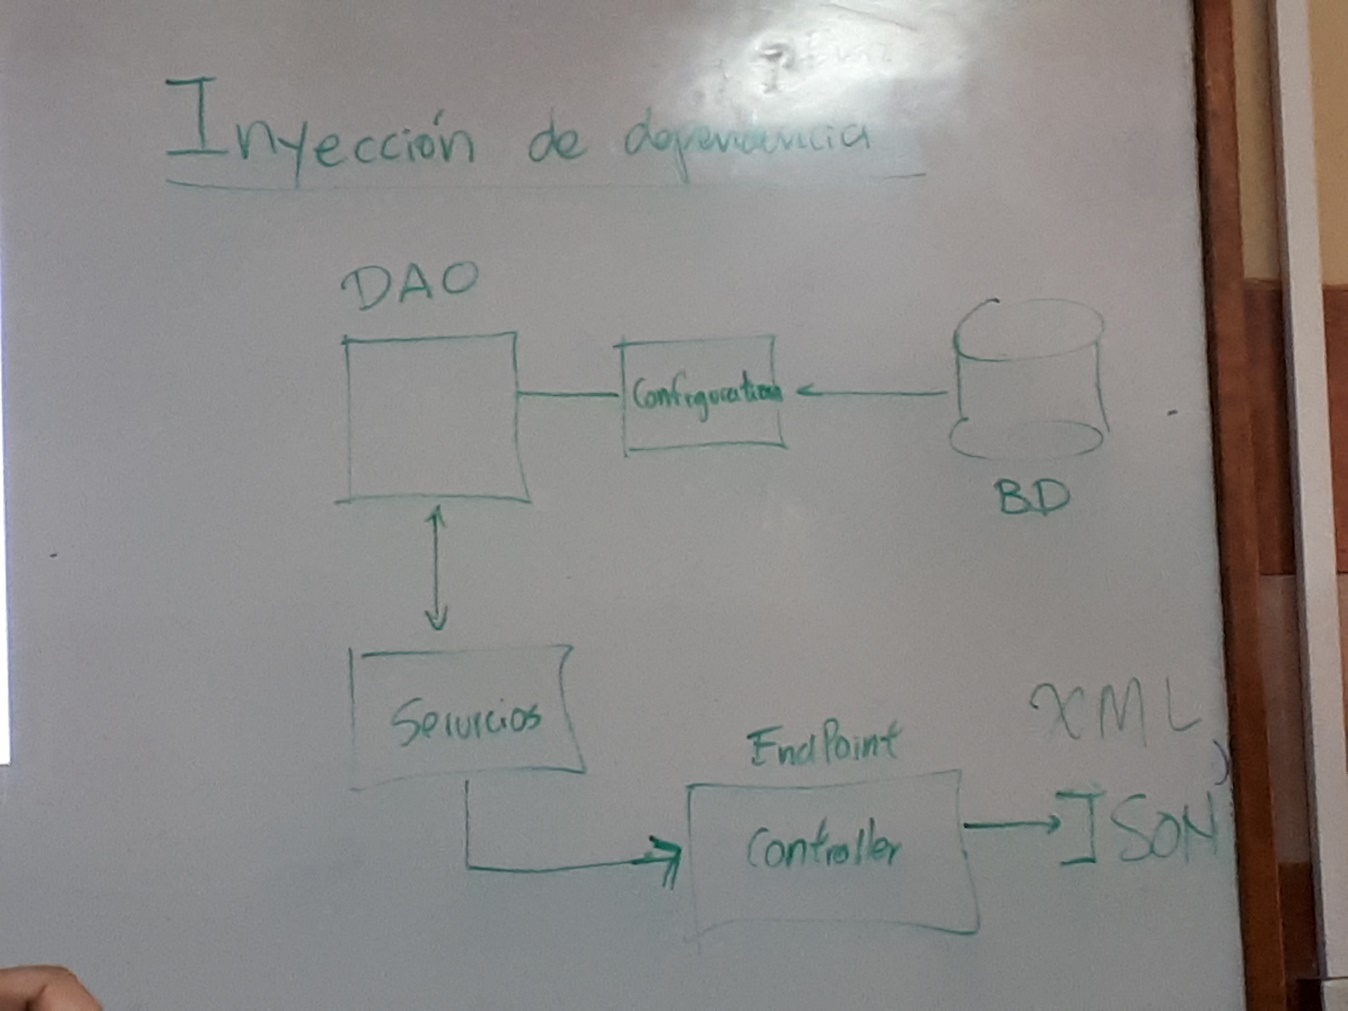 Inyección de dependencia
DAO
Configuration
BD
Servicios
EndPoint
Controller
XML,
JSON